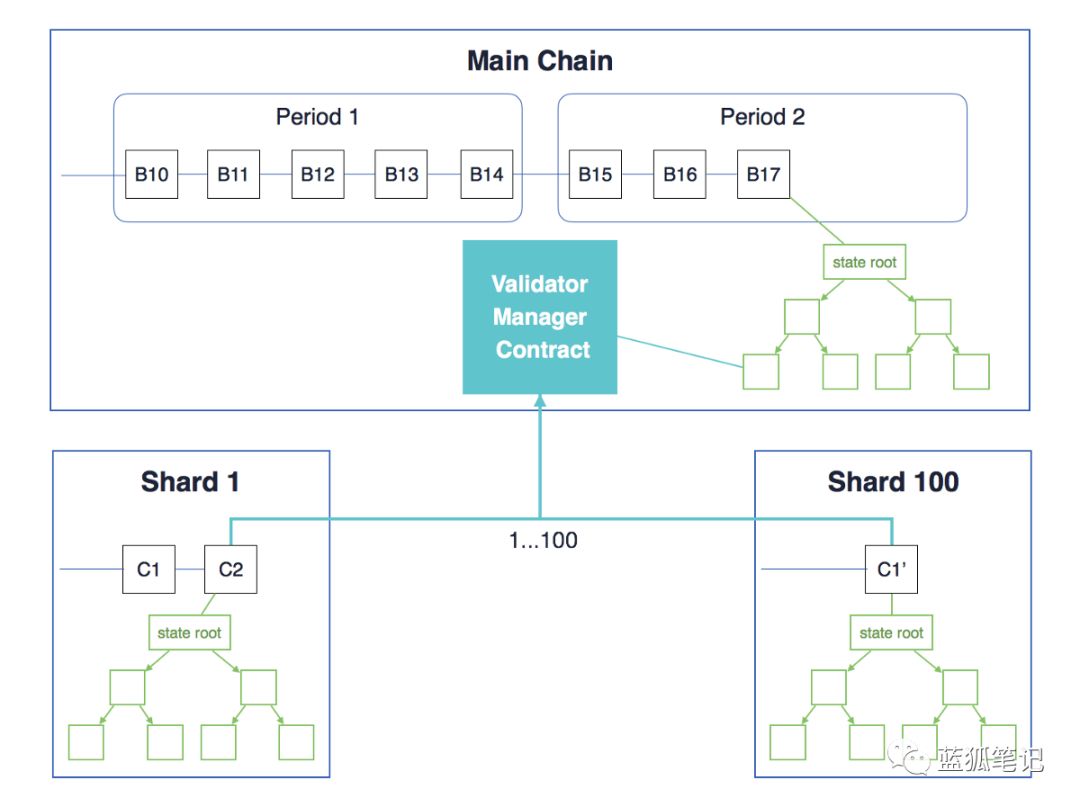 Main Chain
Period 1
Period 2
B10
B11
B12
B13
B14
B15
B16
B17
state root
Validator
Manager
Contract
Shard 1
Shard 100
1...100
C1
C2
C1’
state root
state root
蓝狐笔记